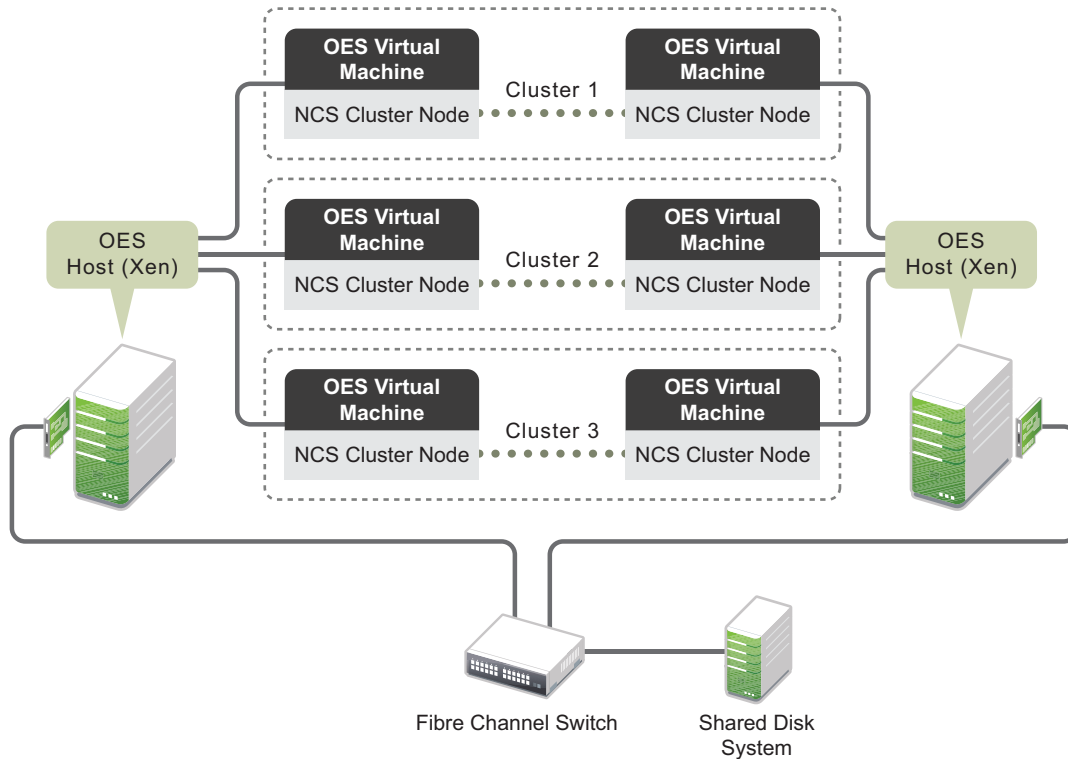 OES Virtual
Machine
NCS Cluster Node
Cluster 1
OES Virtual
Machine
NCS Cluster Node
OES
Host (Xen)
OES Virtual
Machine
NCS Cluster Node
Cluster 2
OES Virtual
Machine
NCS Cluster Node
OES
Host (Xen)
OES Virtual
Machine
NCS Cluster Node
Cluster 3
OES Virtual
Machine
NCS Cluster Node
Fibre Channel Switch
Shared Disk
System